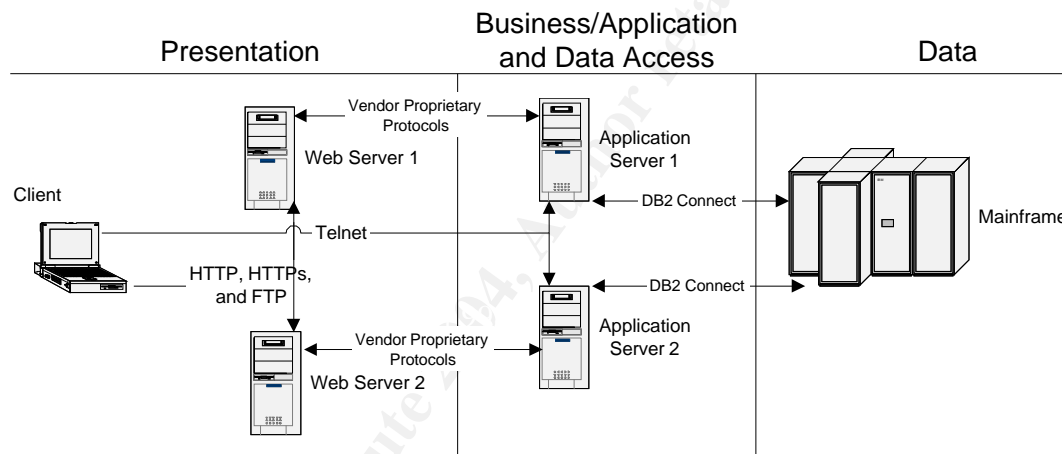 Presentation
Business/Application
and Data Access
Data
Vendor Proprietary
Protocols
Web Server 1
Application
Server 1
Client
DB2 Connect
Mainframe
Telnet
HTTP, HTTPs,
and FTP
DB2 Connect
Application
Server 2
Vendor Proprietary
Protocols
Web Server 2